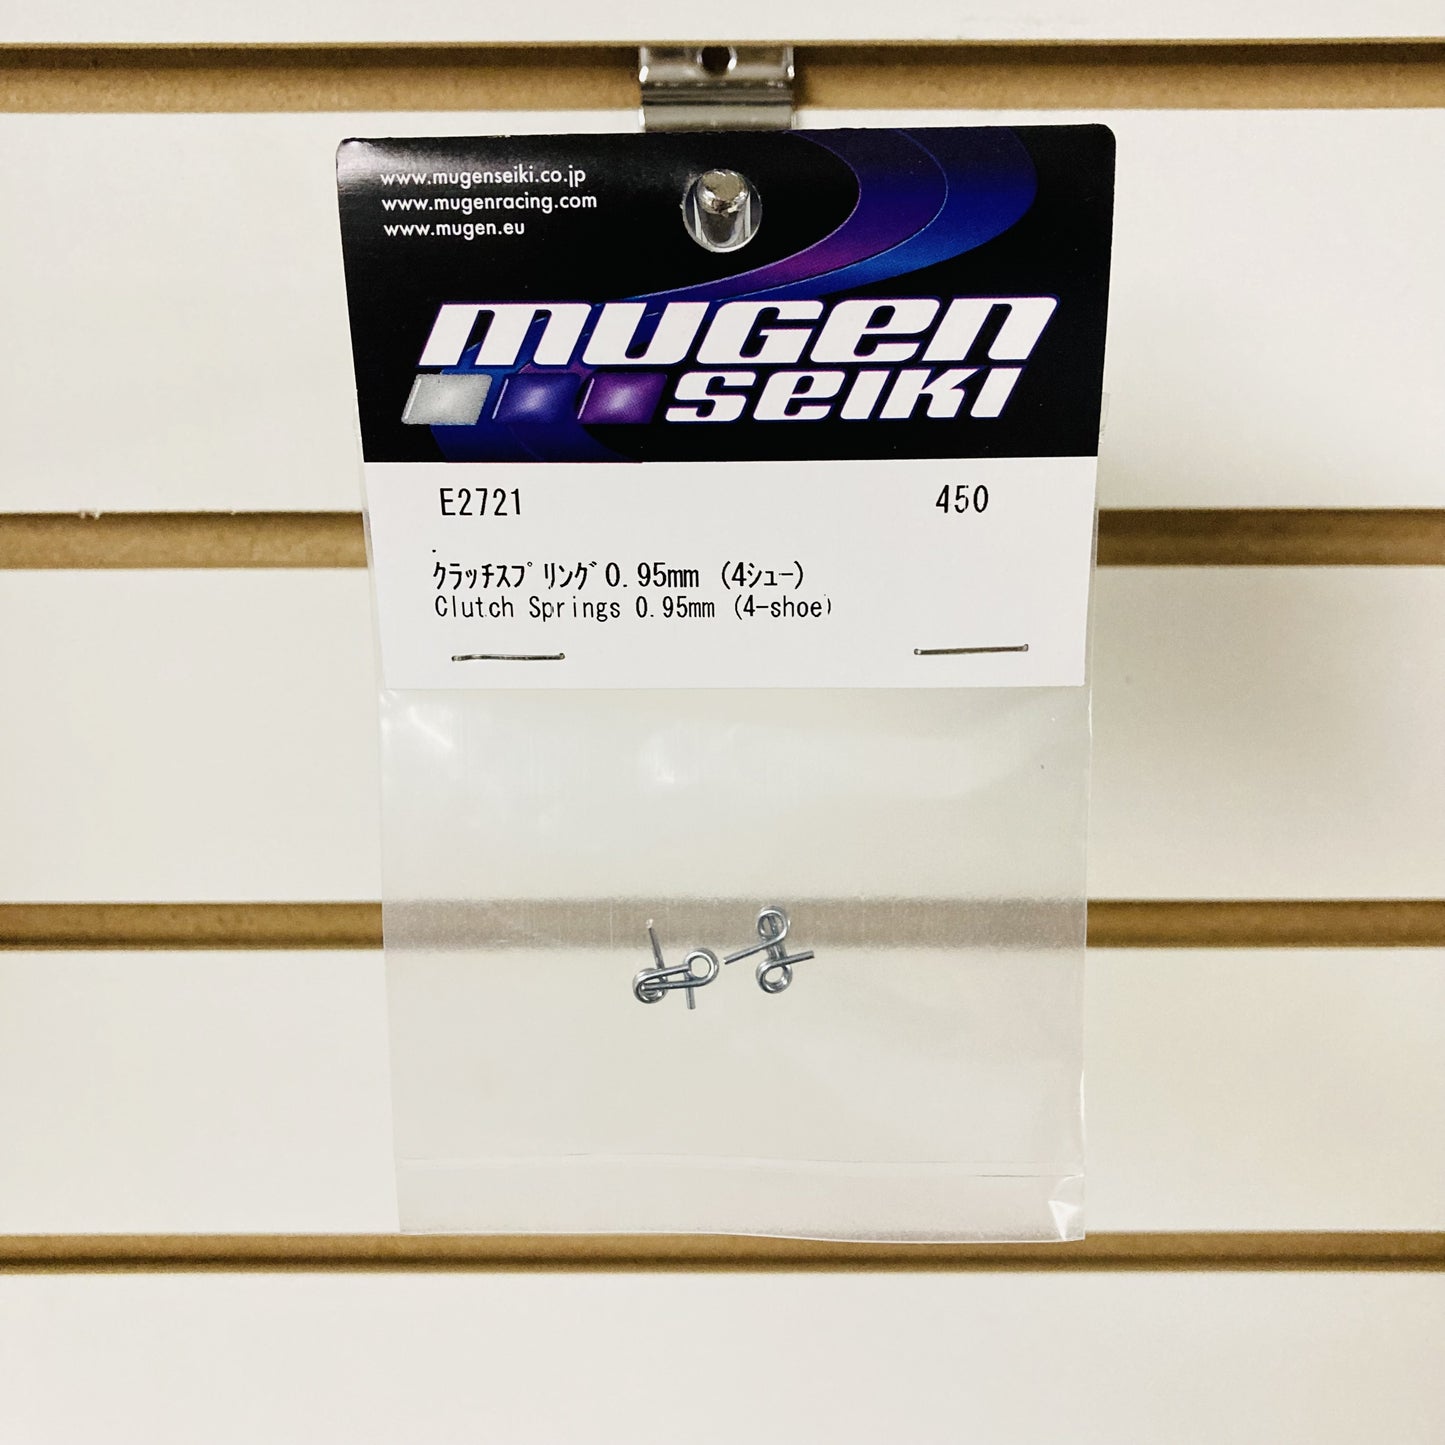 www.mugenseiki.co.jp
www.mugenracing.com
www.mugen.eu
mugen
seiki
E2721 450
ｸﾗｯﾁｽﾌﾟﾘﾝｸﾞ0.95mm (4ｼｭｰ)
Clutch Springs 0.95mm (4-shoe)